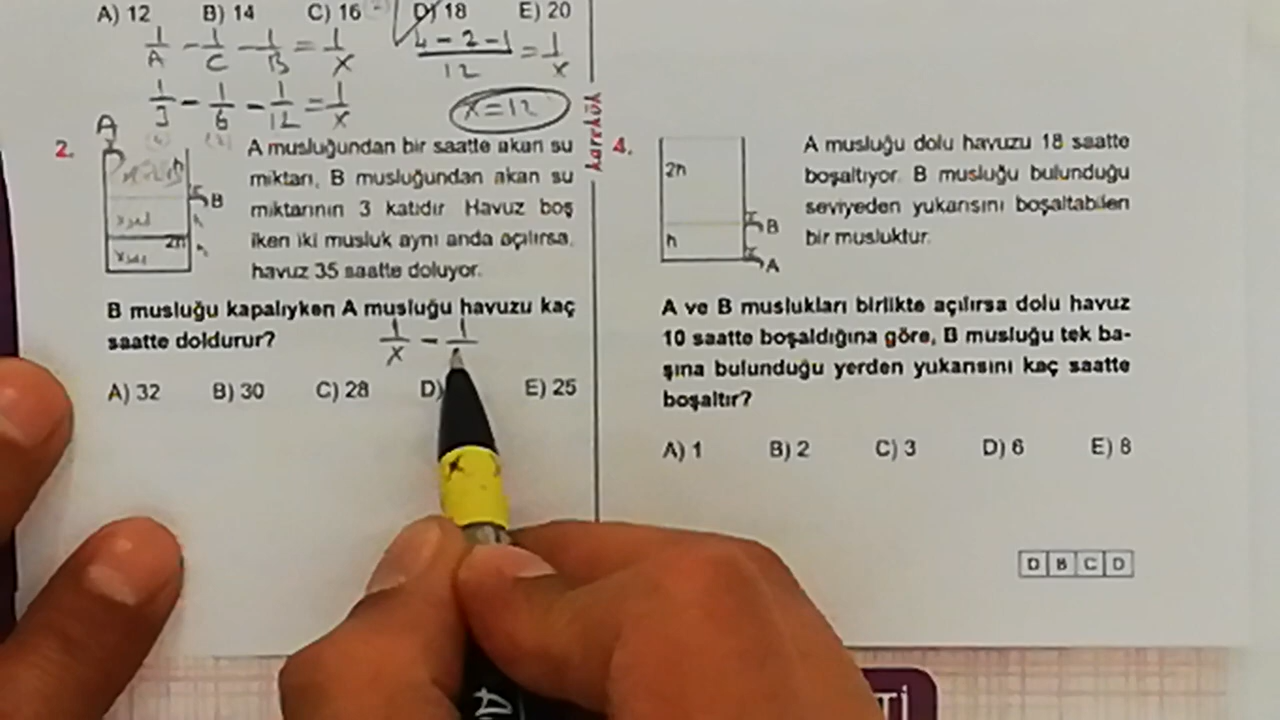 A) 12 B) 14 C) 16 D) 18 E) 20
1/A - 1/C - 1/B = 1/x
4-2-1/12 = 1/x
1/3 - 1/6 - 1/12 = 1/x
x=12
karekök
2.
A
h
B
x saat
h
2h
h
A musluğundan bir saatte akan su
miktarı, B musluğundan akan su
miktarının 3 katıdır. Havuz boş
iken iki musluk aynı anda açılırsa,
havuz 35 saatte doluyor.
B musluğu kapalıyken A musluğu havuzu kaç
saatte doldurur?
1/x - 1
A) 32 B) 30 C) 28 D) E) 25
4.
2h
h
B
A
A musluğu dolu havuzu 18 saatte
boşaltıyor. B musluğu bulunduğu
seviyeden yukarısını boşaltabilen
bir musluktur.
A ve B muslukları birlikte açılırsa dolu havuz
10 saatte boşaldığına göre, B musluğu tek ba-
şına bulunduğu yerden yukarısını kaç saatte
boşaltır?
A) 1 B) 2 C) 3 D) 6 E) 8
D B C D
Tİ